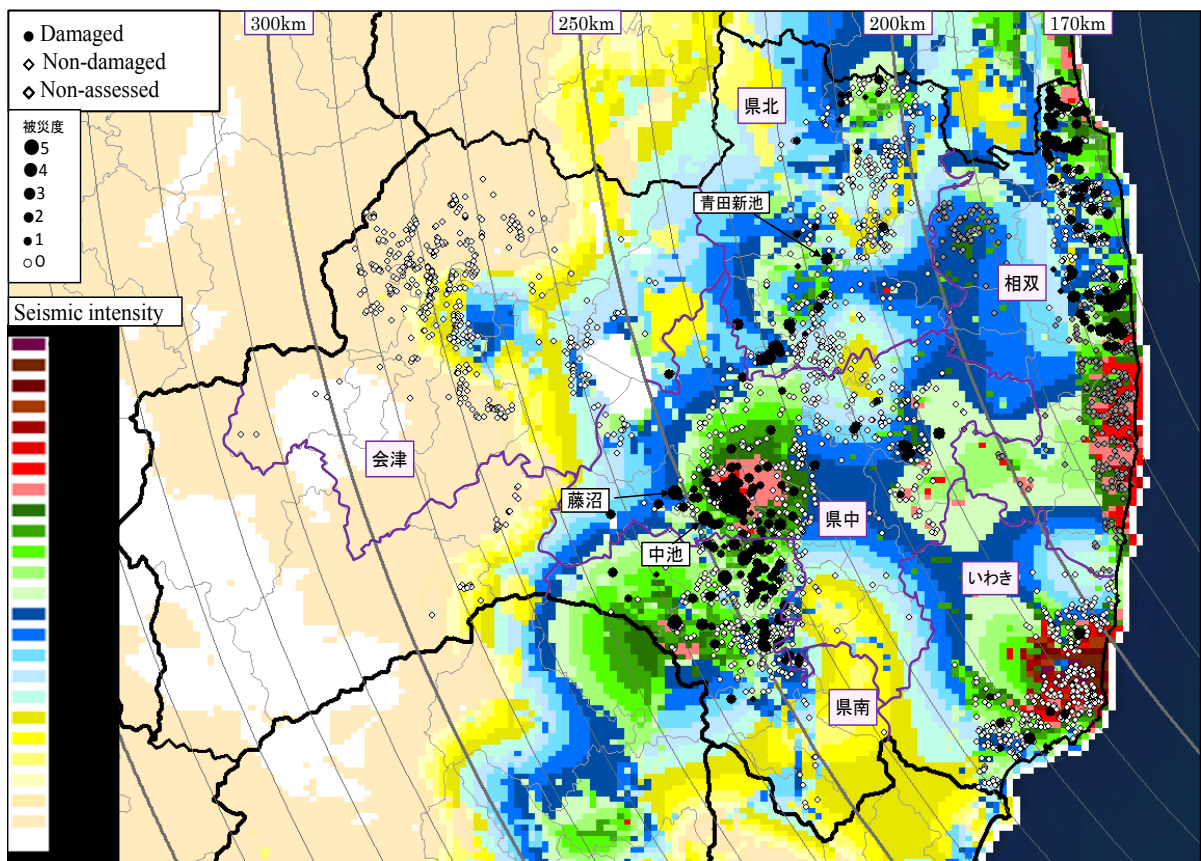 300km
250km
200km
170km
Damaged
Non-damaged
Non-assessed
被災度
5
4
3
2
1
0
Seismic intensity
県北
青田新池
相双
会津
藤沼
県中
中池
いわき
県南